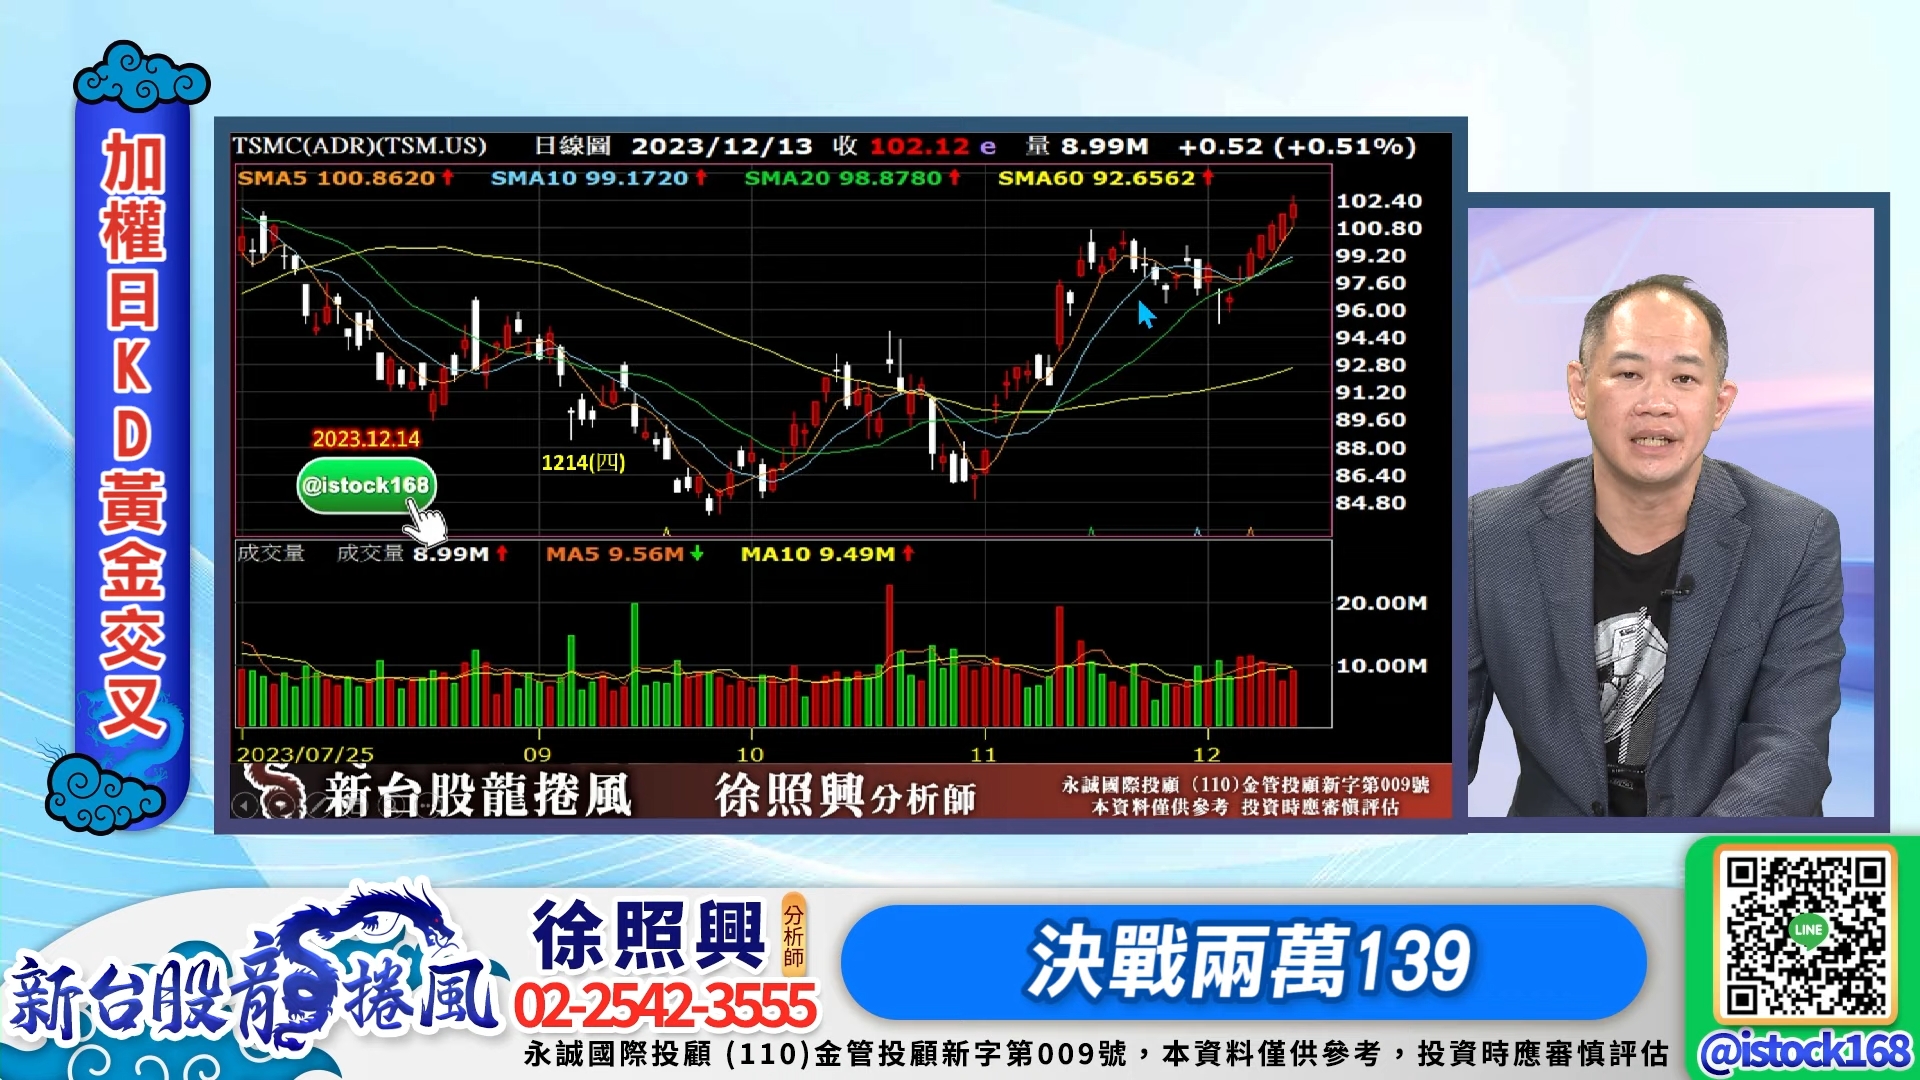 加權日KD黃金交叉
TSMC(ADR)(TSM.US) 日線圖 2023/12/13 收 102.12 e 量 8.99M +0.52 (+0.51%)
SMA5 100.8620↑ SMA10 99.1720↑ SMA20 98.8780↑ SMA60 92.6562↑
102.40
100.80
99.20
97.60
96.00
94.40
92.80
91.20
89.60
88.00
86.40
84.80
2023.12.14
@istock168
1214(四)
成交量 成交量 8.99M↑ MA5 9.56M↓ MA10 9.49M↑
20.00M
10.00M
2023/07/25 09 10 11 12
新台股龍捲風 徐照興分析師
永誠國際投顧 (110)金管投顧新字第009號
本資料僅供參考 投資時應審慎評估
新台股龍捲風
徐照興
分析師
02-2542-3555
決戰兩萬139
永誠國際投顧 (110)金管投顧新字第009號，本資料僅供參考，投資時應審慎評估
LINE
@istock168